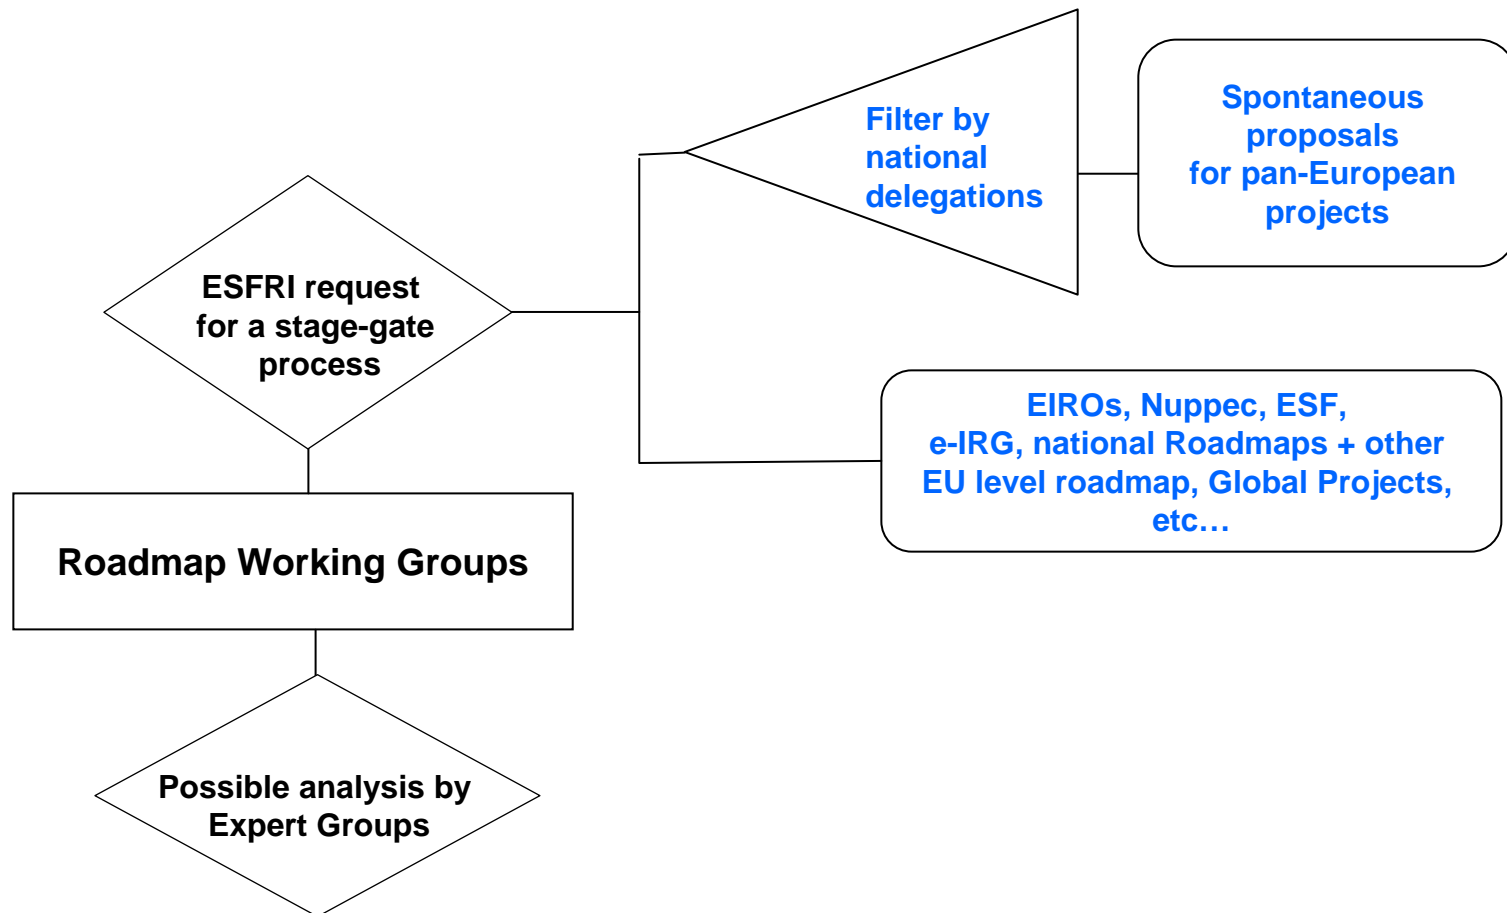 Spontaneous
proposals
for pan-European
projects
Filter by
national
delegations
ESFRI request
for a stage-gate
process
EIROs, Nuppec, ESF,
e-IRG, national Roadmaps + other
EU level roadmap, Global Projects,
etc…
Roadmap Working Groups
Possible analysis by
Expert Groups